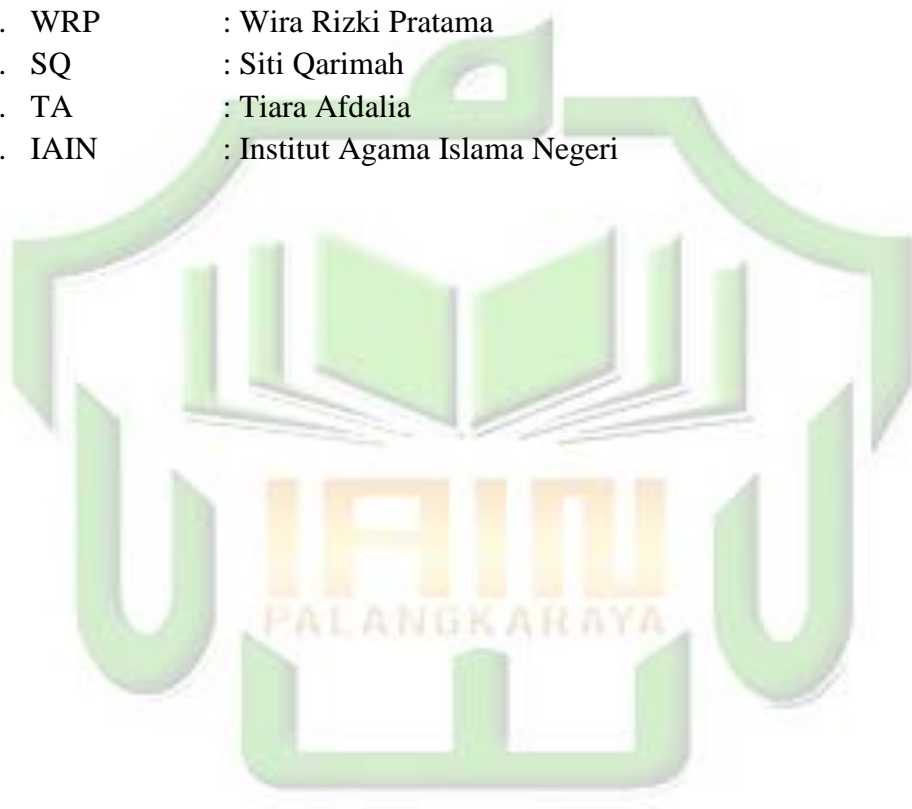 . WRP : Wira Rizki Pratama
. SQ : Siti Qarimah
. TA : Tiara Afdalia
. IAIN : Institut Agama Islama Negeri
IAIN
PALANGKARAYA